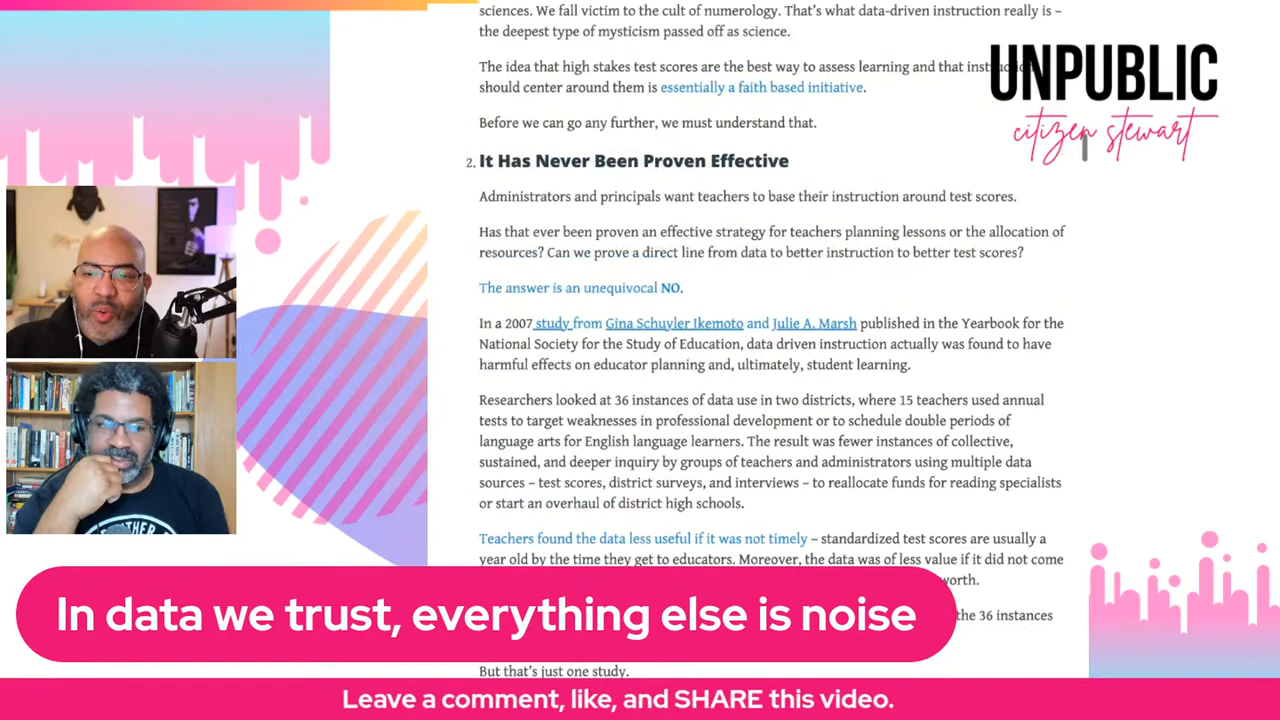 sciences. We fall victim to the cult of numerology. That’s what data-driven instruction really is –
the deepest type of mysticism passed off as science.
The idea that high stakes test scores are the best way to assess learning and that
should center around them is essentially a faith based initiative.
Before we can go any further, we must understand that.
2. It Has Never Been Proven Effective
Administrators and principals want teachers to base their instruction around test scores.
Has that ever been proven an effective strategy for teachers planning lessons or the allocation of
resources? Can we prove a direct line from data to better instruction to better test scores?
The answer is an unequivocal NO.
In a 2007 study from Gina Schuyler Ikemoto and Julie A. Marsh published in the Yearbook for the
National Society for the Study of Education, data driven instruction actually was found to have
harmful effects on educator planning and, ultimately, student learning.
Researchers looked at 36 instances of data use in two districts, where 15 teachers used annual
tests to target weaknesses in professional development or to schedule double periods of
language arts for English language learners. The result was fewer instances of collective,
sustained, and deeper inquiry by groups of teachers and administrators using multiple data
sources – test scores, district surveys, and interviews – to reallocate funds for reading specialists
or start an overhaul of district high schools.
Teachers found the data less useful if it was not timely – standardized test scores are usually a
year old by the time they get to educators. Moreover, the data was of less value if it did not come
worth.
the 36 instances
But that’s just one study.
UNPUBLIC
citizen stewart
In data we trust, everything else is noise
Leave a comment, like, and SHARE this video.